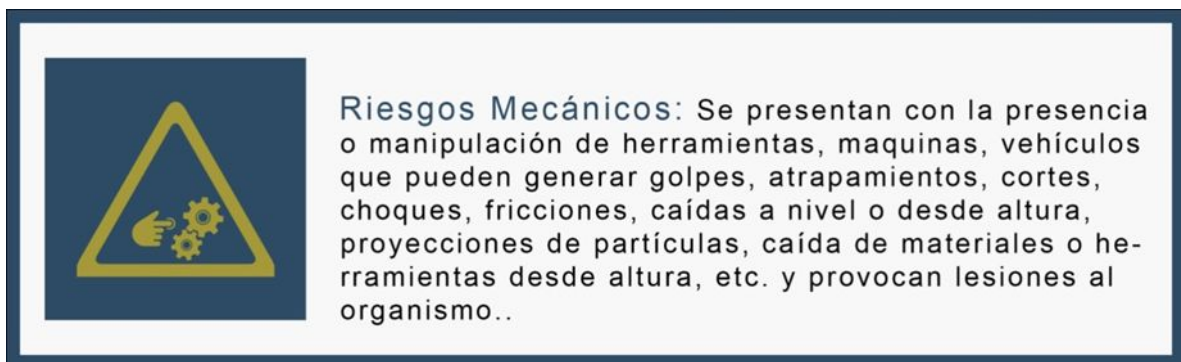 Riesgos Mecánicos: Se presentan con la presencia
o manipulación de herramientas, maquinas, vehículos
que pueden generar golpes, atrapamientos, cortes,
choques, fricciones, caídas a nivel o desde altura,
proyecciones de partículas, caída de materiales o he-
rramientas desde altura, etc. y provocan lesiones al
organismo..